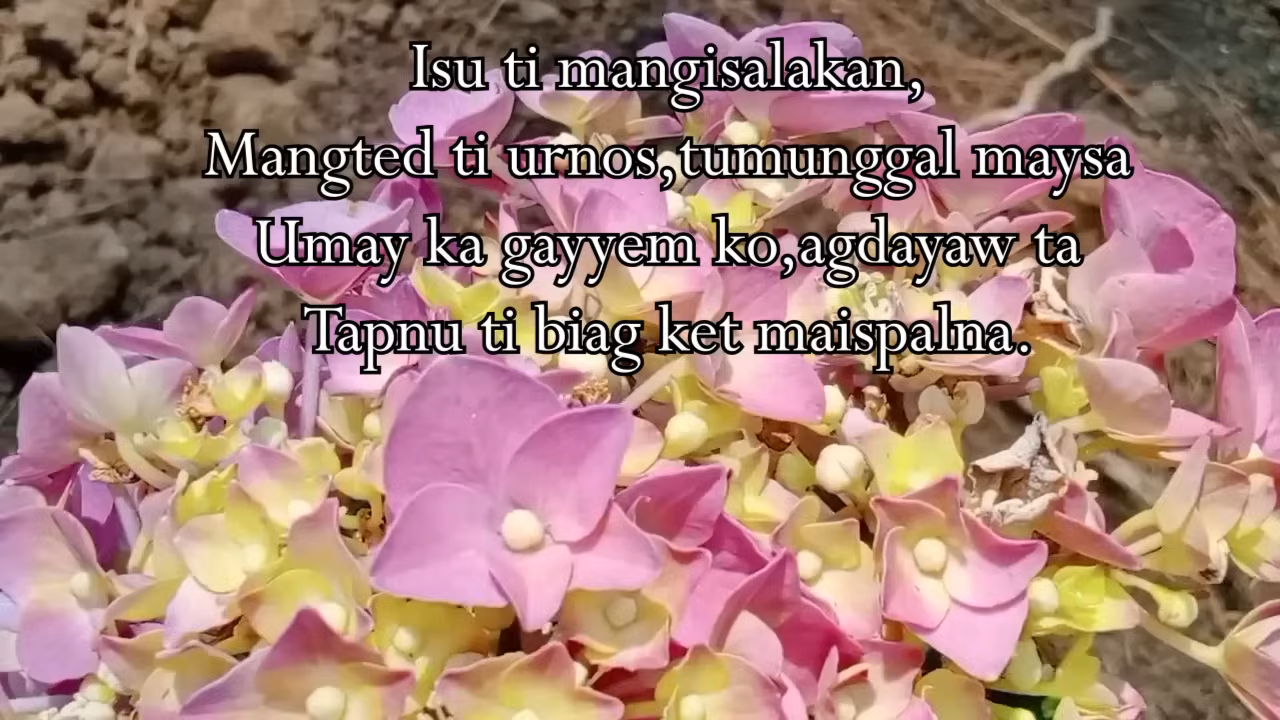 Isu ti mangisalakan,
Mangted ti urnos,tumunggal maysa
Umay ka gayyem ko,agdayaw ta
Tapnu ti biag ket maispalna.